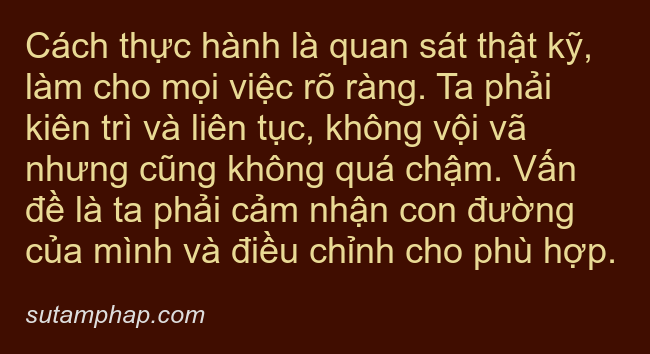 Cách thực hành là quan sát thật kỹ,
làm cho mọi việc rõ ràng. Ta phải
kiên trì và liên tục, không vội vã
nhưng cũng không quá chậm. Vấn
đề là ta phải cảm nhận con đường
của mình và điều chỉnh cho phù hợp.
sutamphap.com